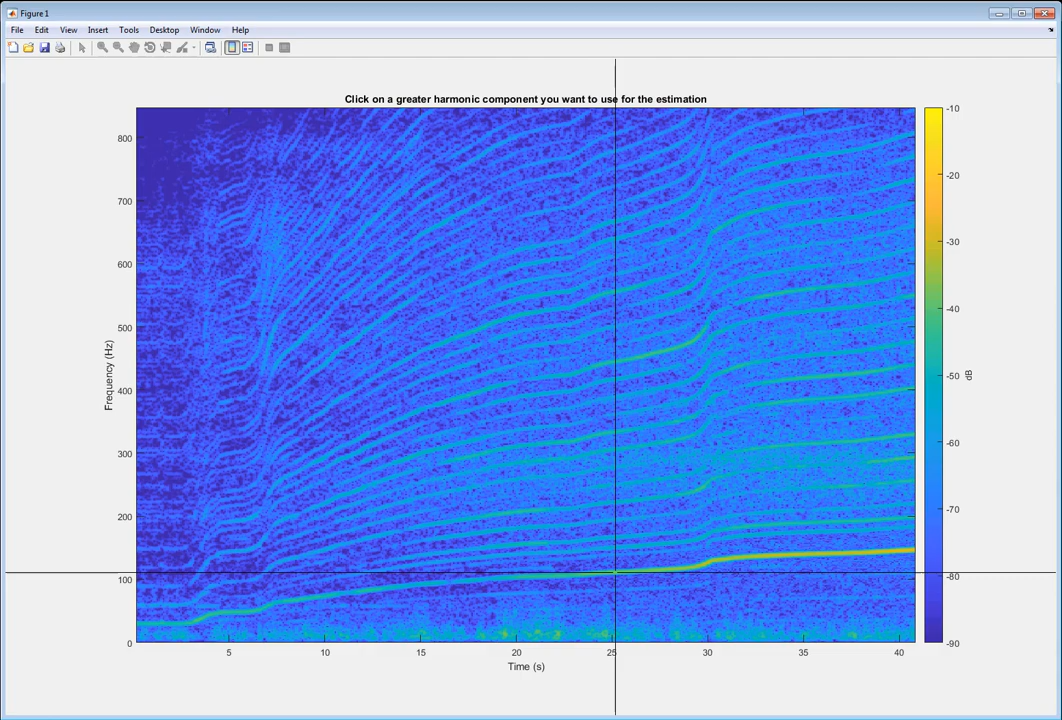 Figure 1
File Edit View Insert Tools Desktop Window Help
Click on a greater harmonic component you want to use for the estimation
800
700
600
500
400
300
200
100
0
Frequency (Hz)
5 10 15 20 25 30 35 40
Time (s)
-10
-20
-30
-40
-50
-60
-70
-80
-90
dB